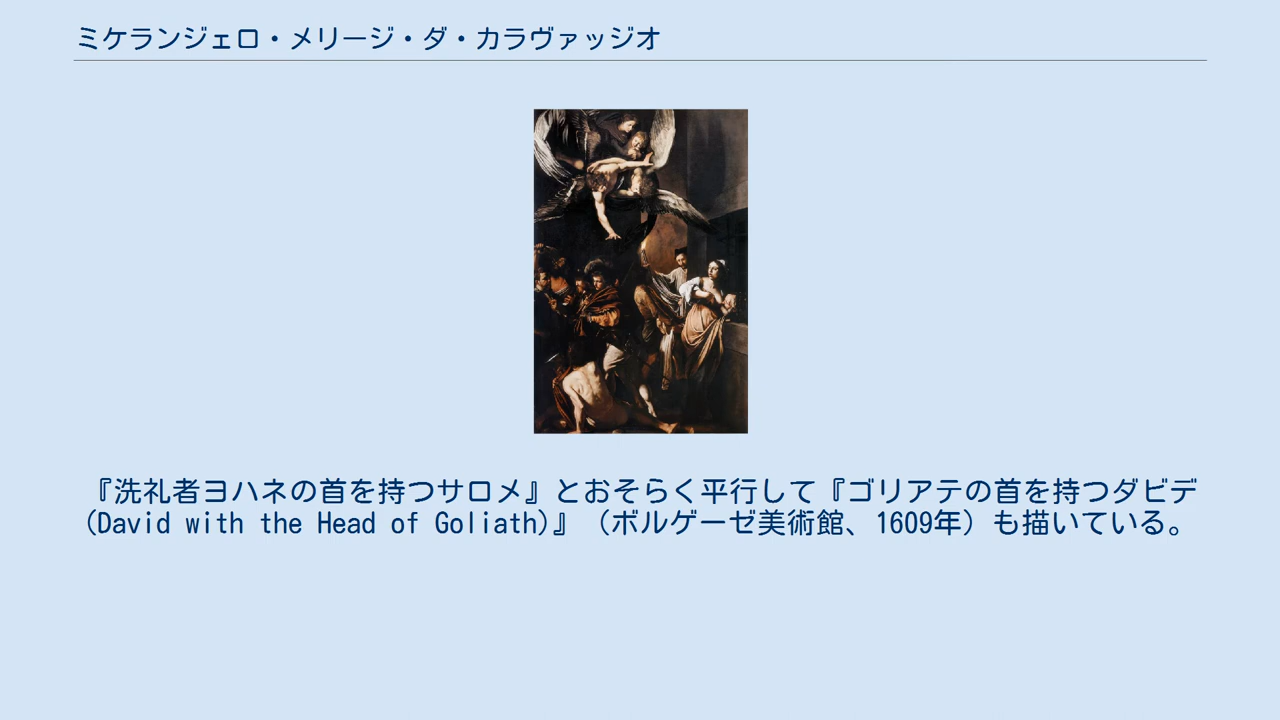 ミケランジェロ・メリージ・ダ・カラヴァッジオ
『洗礼者ヨハネの首を持つサロメ』とおそらく平行して『ゴリアテの首を持つダビデ
(David with the Head of Goliath)』（ボルゲーゼ美術館、1609年）も描いている。